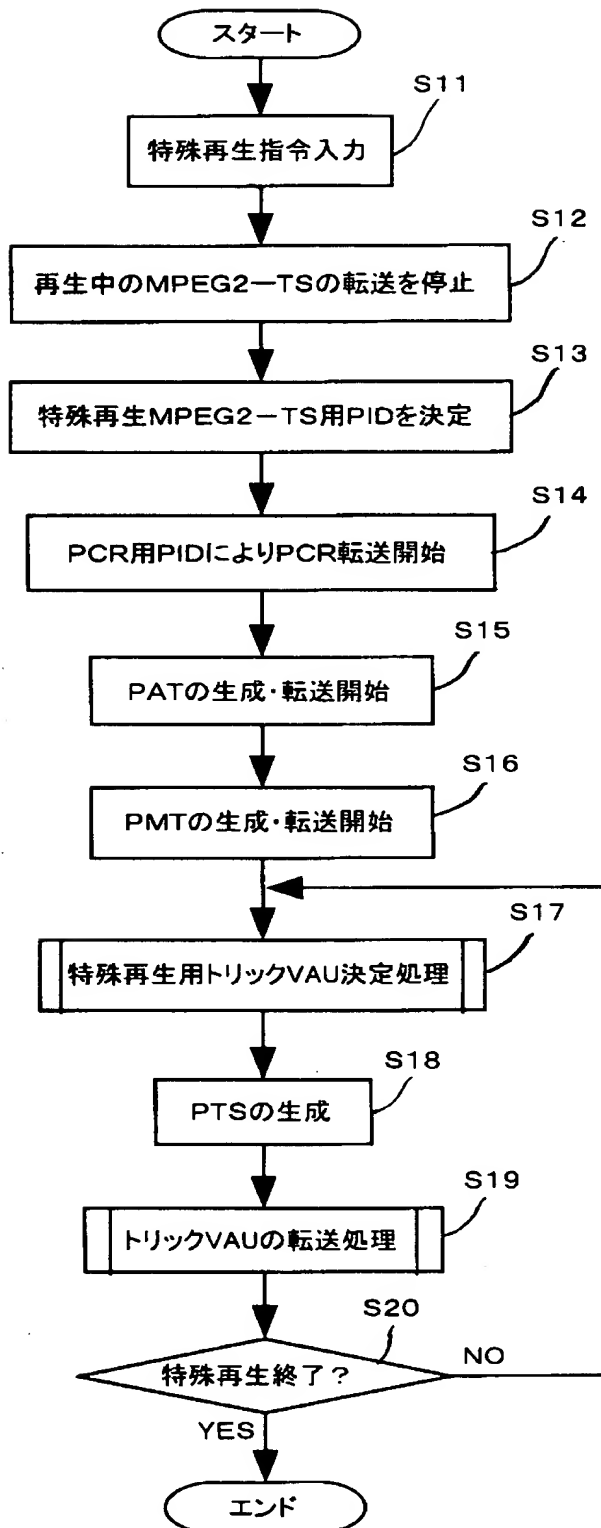 スタート
S11
特殊再生指令入力
S12
再生中のMPEG2－TSの転送を停止
S13
特殊再生MPEG2－TS用PIDを決定
S14
PCR用PIDによりPCR転送開始
S15
PATの生成・転送開始
S16
PMTの生成・転送開始
S17
特殊再生用トリックVAU決定処理
S18
PTSの生成
S19
トリックVAUの転送処理
S20
特殊再生終了？
NO
YES
エンド